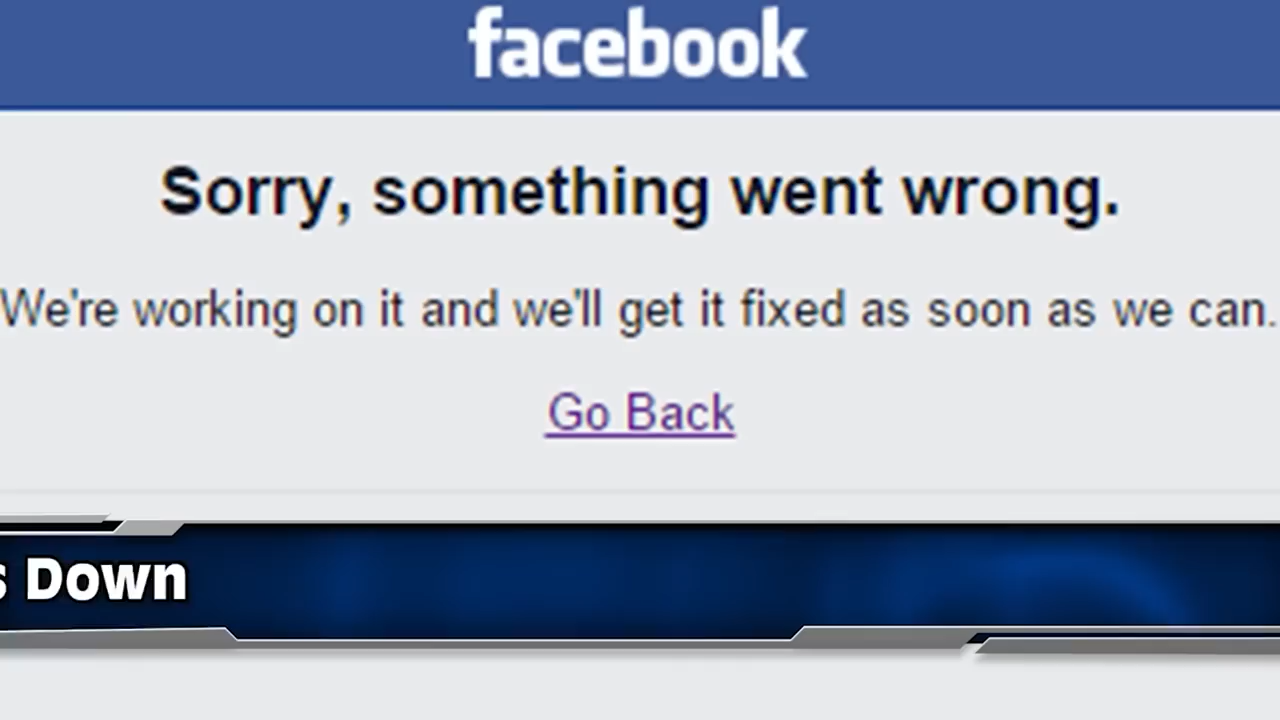 facebook
Sorry, something went wrong.
We're working on it and we'll get it fixed as soon as we can.
Go Back
s Down